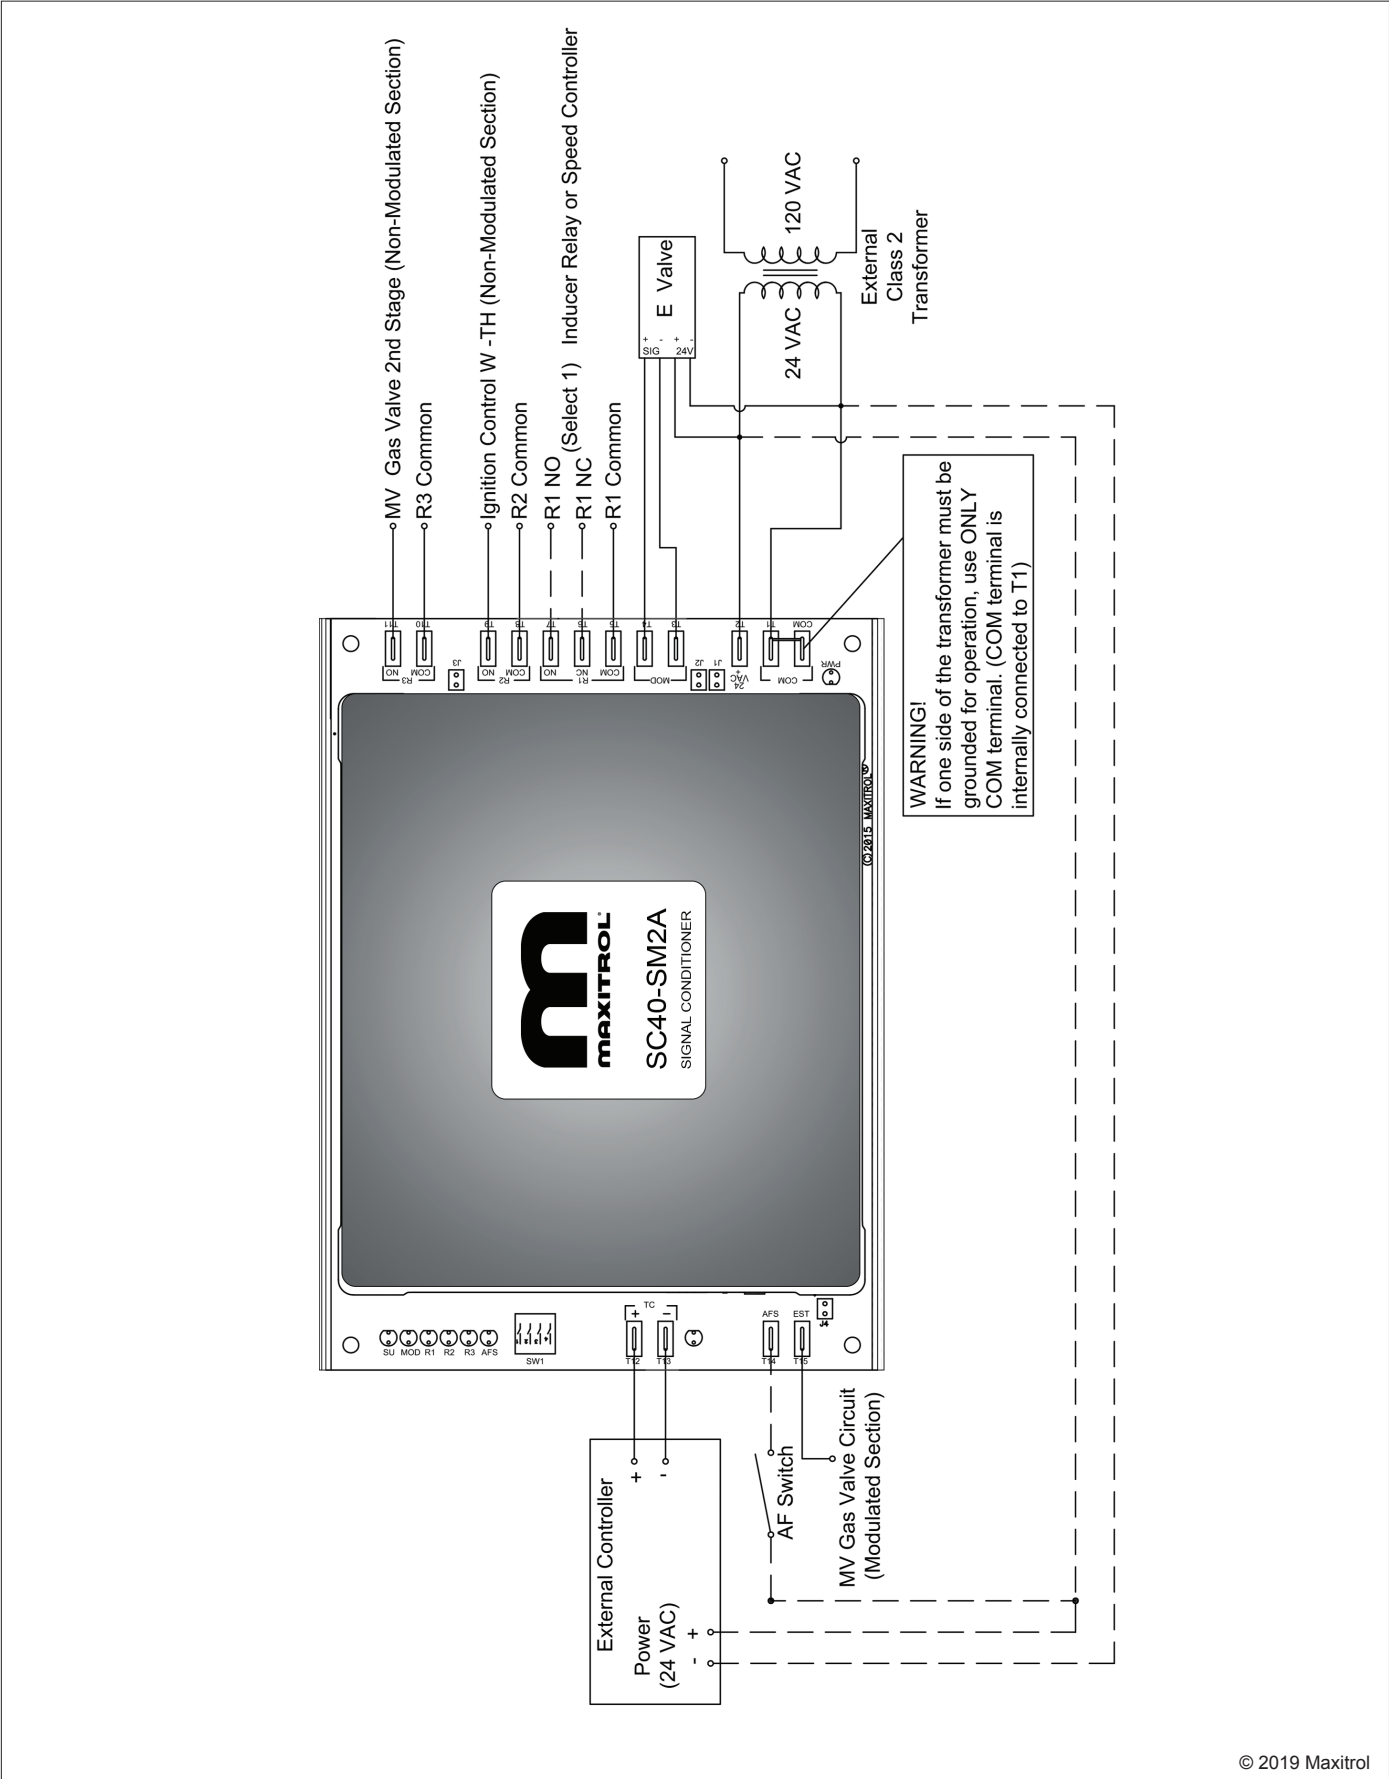 MV Gas Valve 2nd Stage (Non-Modulated Section)
R3 Common
Ignition Control W -TH (Non-Modulated Section)
R2 Common
R1 NO
(Select 1) Inducer Relay or Speed Controller
R1 NC
R1 Common
E Valve
+ - + -
SIG 24V
24 VAC
120 VAC
External
Class 2
Transformer
WARNING!
If one side of the transformer must be
grounded for operation, use ONLY
COM terminal. (COM terminal is
internally connected to T1)
T11
T10
T9
T8
T7
T6
T5
T4
T3
T2
T1
COM
NO
COM
R3
J3
NO
COM
R2
NO
NC
COM
R1
MOD
J2
J1
24
VAC
+
COM
PWR
(C)2015 MAXITROL®
MAXITROL®
SC40-SM2A
SIGNAL CONDITIONER
SU
MOD
R1
R2
R3
AFS
1
2
3
4
SW1
TC
+
-
T12
T13
AFS
EST
T14
T15
J4
External Controller
+
-
Power
(24 VAC)
+
-
AF Switch
MV Gas Valve Circuit
(Modulated Section)
© 2019 Maxitrol